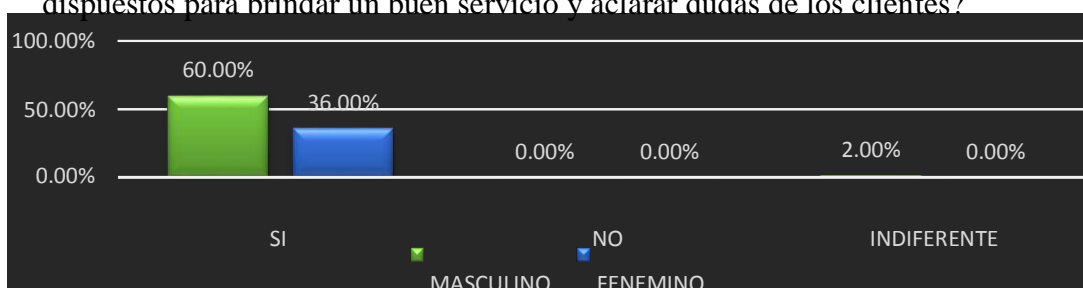 dispuestos para brindar un buen servicio y aclarar dudas de los clientes?
100.00%
60.00%
50.00%
36.00%
0.00% 0.00% 2.00% 0.00%
0.00%
SI NO INDIFERENTE
MASCULINO FENEMINO